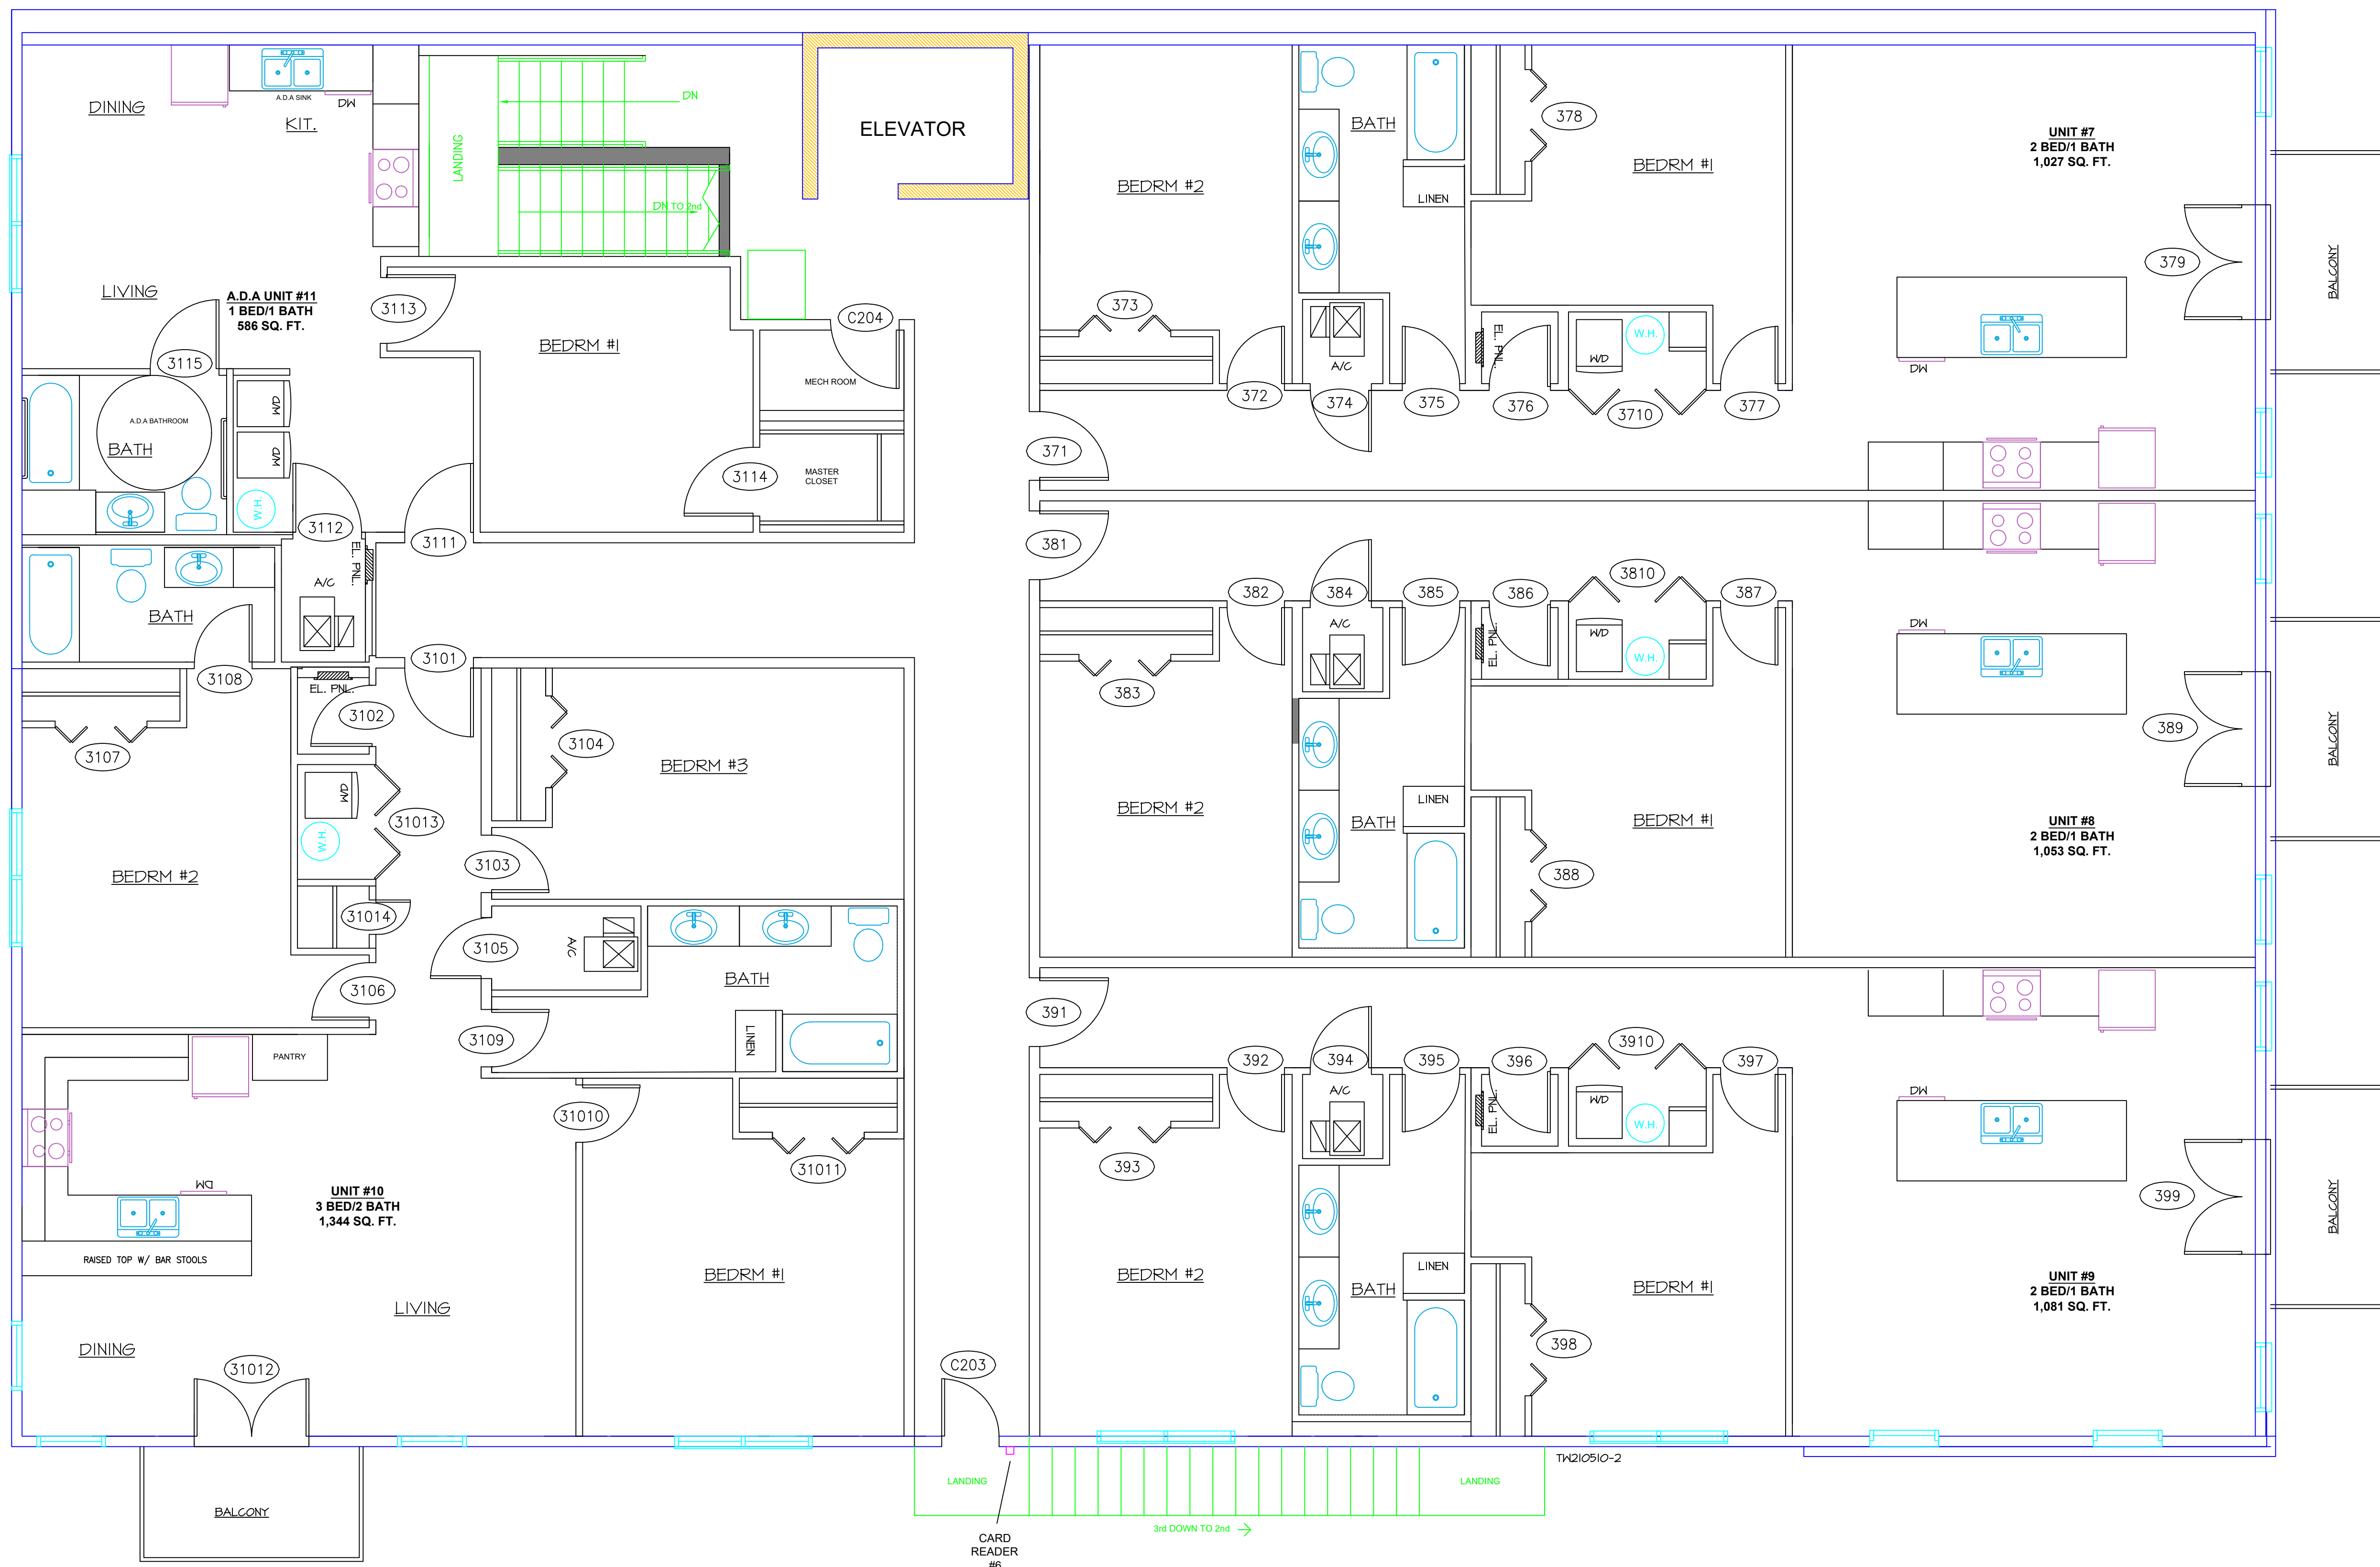 DINING
A.D.A SINK
DW
KIT.
LANDING
DN
DN TO 2nd
ELEVATOR
LIVING
A.D.A UNIT #11
1 BED/1 BATH
586 SQ. FT.
3113
3115
BEDRM #1
C204
MECH ROOM
A.D.A BATHROOM
BATH
W/D
W/D
W.H.
3114
MASTER
CLOSET
3112
3111
EL. PNL.
A/C
BATH
3101
3108
EL. PNL.
3102
3107
3104
BEDRM #3
W/D
31013
W.H.
3103
BEDRM #2
31014
3105
A/C
BATH
3106
3109
LINEN
PANTRY
31010
31011
DW
UNIT #10
3 BED/2 BATH
1,344 SQ. FT.
RAISED TOP W/ BAR STOOLS
BEDRM #1
LIVING
DINING
31012
C203
BALCONY
LANDING
LANDING
3rd DOWN TO 2nd
CARD
READER
#6
TW210510-2
BEDRM #2
BATH
LINEN
378
BEDRM #1
UNIT #7
2 BED/1 BATH
1,027 SQ. FT.
379
BALCONY
373
A/C
EL. PNL.
W/D
W.H.
DW
372
374
375
376
3710
377
371
381
382
384
385
386
3810
387
A/C
EL. PNL.
W/D
W.H.
DW
383
389
BALCONY
BEDRM #2
BATH
LINEN
BEDRM #1
UNIT #8
2 BED/1 BATH
1,053 SQ. FT.
388
391
392
394
395
396
3910
397
A/C
EL. PNL.
W/D
W.H.
DW
393
399
BALCONY
BEDRM #2
BATH
LINEN
BEDRM #1
UNIT #9
2 BED/1 BATH
1,081 SQ. FT.
398